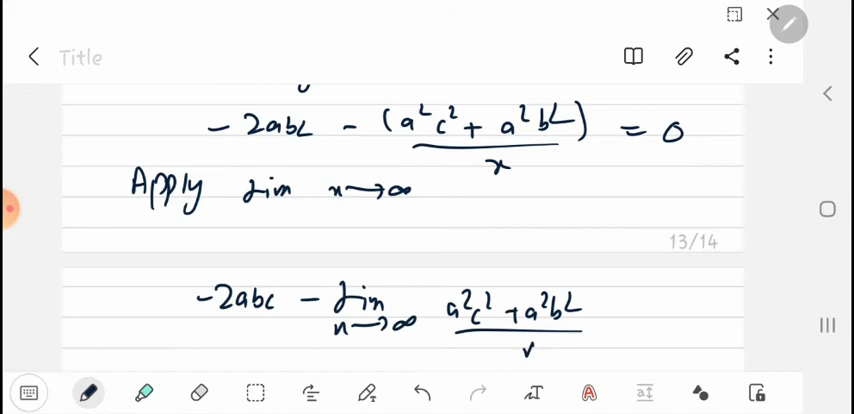 Title
- 2abc - (a²c² + a²b²) / x = 0
Apply Lim x→∞
13/14
-2abc - Lim x→∞ a²c² + a²b² /